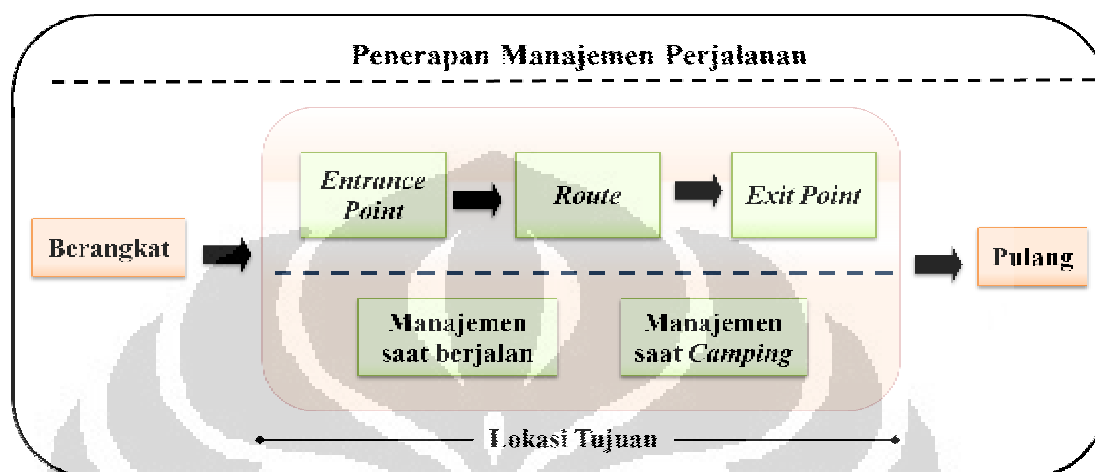 Penerapan Manajemen Perjalanan
Berangkat
Entrance
Point
Route
Exit Point
Manajemen
saat berjalan
Manajemen
saat Camping
Pulang
Lokasi Tujuan